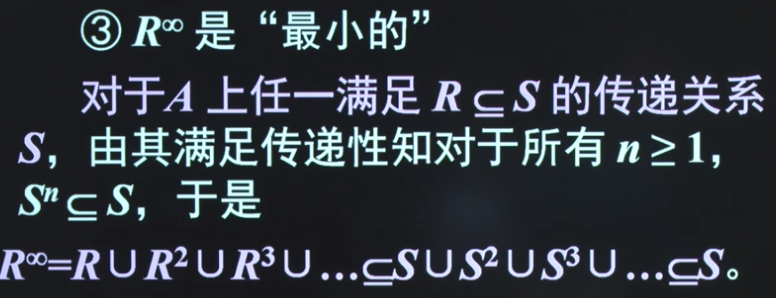 ③ R∞ 是“最小的”
对于A 上任一满足 R ⊆ S 的传递关系
S，由其满足传递性知对于所有 n ≥ 1，
Sⁿ ⊆ S，于是
R∞=R∪R²∪R³∪…⊆S∪S²∪S³∪…⊆S。